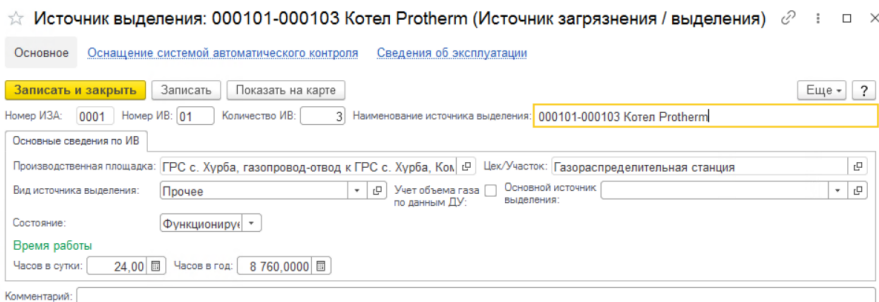 Источник выделения: 000101-000103 Котел Protherm (Источник загрязнения / выделения)
Основное Оснащение системой автоматического контроля Сведения об эксплуатации
Записать и закрыть Записать Показать на карте Еще ?
Номер ИЗА: 0001 Номер ИВ: 01 Количество ИВ: 3 Наименование источника выделения: 000101-000103 Котел Protherm
Основные сведения по ИВ
Производственная площадка: ГРС с. Хурба, газопровод-отвод к ГРС с. Хурба, Ком Цех/Участок: Газораспределительная станция
Вид источника выделения: Прочее Учет объема газа по данным ДУ: Основной источник выделения:
Состояние: Функционируе
Время работы
Часов в сутки: 24,00 Часов в год: 8 760,0000
Комментарий: